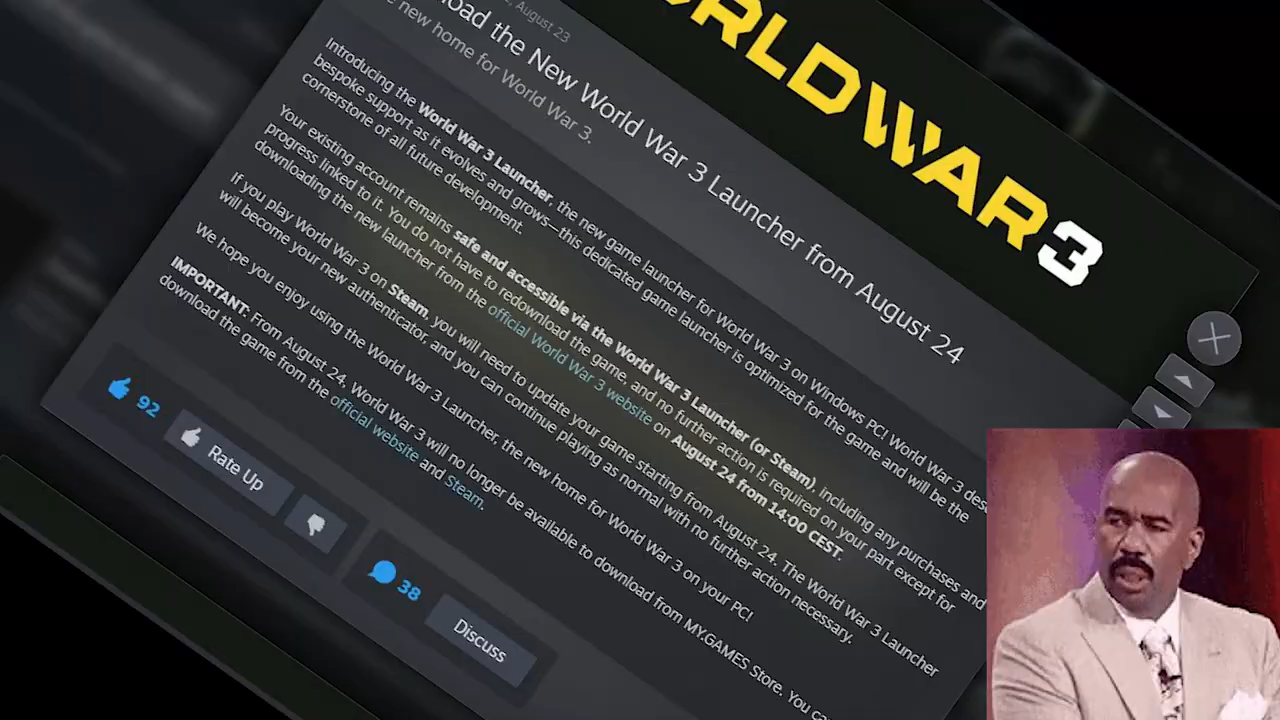 ORLDWAR3
, August 23
load the New World War 3 Launcher from August 24
new home for World War 3.
Introducing the World War 3 Launcher, the new game launcher for World War 3 on Windows PC! World War 3
bespoke support as it evolves and grows—this dedicated game launcher is optimized for the game and will be the
cornerstone of all future development.
Your existing account remains safe and accessible via the World War 3 Launcher (or Steam), including any purchases and
progress linked to it. You do not have to redownload the game, and no further action is required on your part except for
downloading the new launcher from the official World War 3 website on August 24 from 14:00 CEST.
If you play World War 3 on Steam, you will need to update your game starting from August 24. The World War 3 Launcher
will become your new authenticator, and you can continue playing as normal with no further action necessary.
We hope you enjoy using the World War 3 Launcher, the new home for World War 3 on your PC!
IMPORTANT: From August 24, World War 3 will no longer be available to download from MY.GAMES Store. You ca
download the game from the official website and Steam.
92
Rate Up
38
Discuss